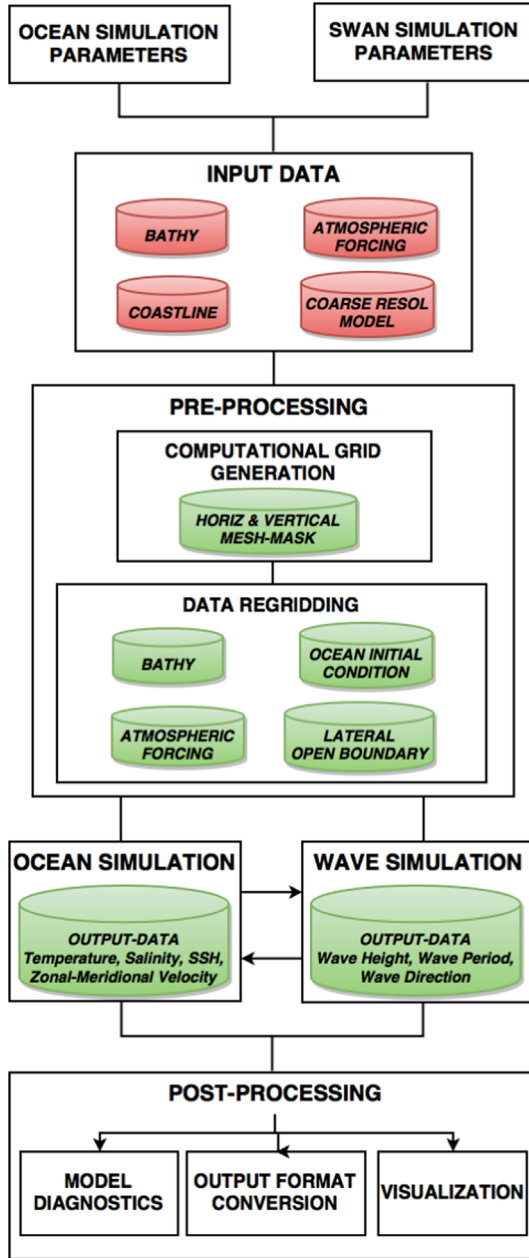 OCEAN SIMULATION
PARAMETERS
SWAN SIMULATION
PARAMETERS
INPUT DATA
BATHY
ATMOSPHERIC
FORCING
COASTLINE
COARSE RESOL
MODEL
PRE-PROCESSING
COMPUTATIONAL GRID
GENERATION
HORIZ & VERTICAL
MESH-MASK
DATA REGRIDDING
BATHY
OCEAN INITIAL
CONDITION
ATMOSPHERIC
FORCING
LATERAL
OPEN BOUNDARY
OCEAN SIMULATION
OUTPUT-DATA
Temperature, Salinity, SSH,
Zonal-Meridional Velocity
WAVE SIMULATION
OUTPUT-DATA
Wave Height, Wave Period,
Wave Direction
POST-PROCESSING
MODEL
DIAGNOSTICS
OUTPUT FORMAT
CONVERSION
VISUALIZATION